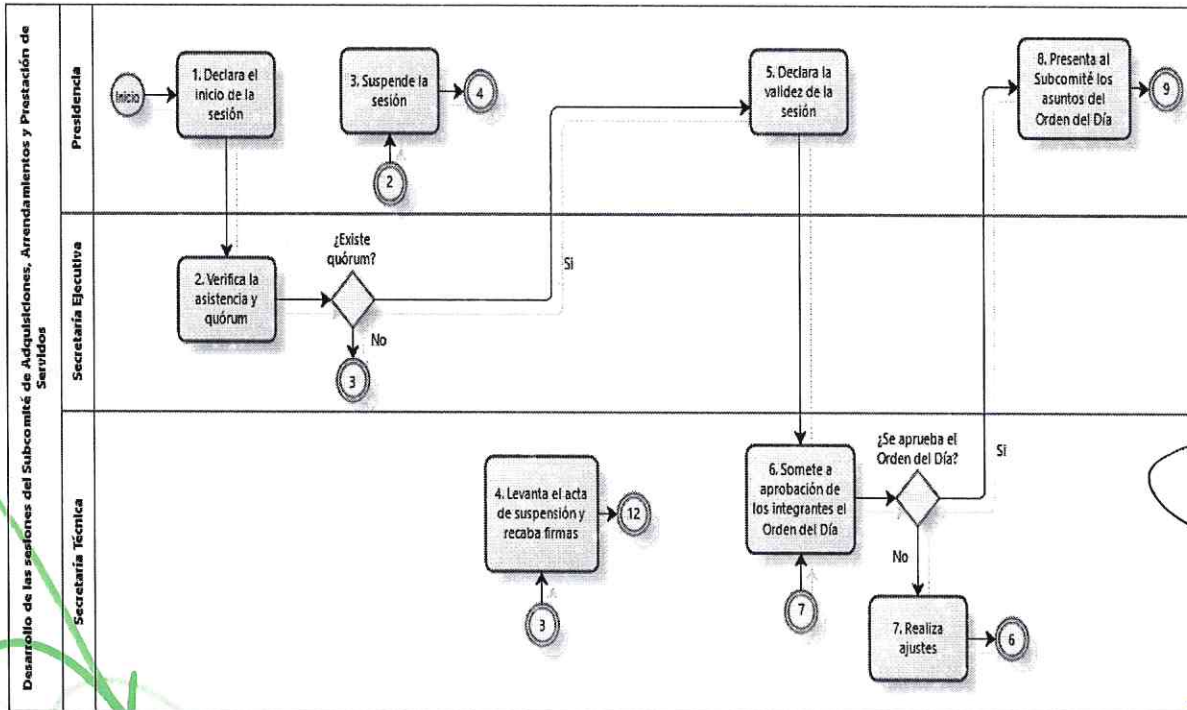 Desarrollo de las sesiones del Subcomité de Adquisiciones, Arrendamientos y Prestación de
Servidos
Presidencia
Inicio
1. Declara el
inicio de la
sesión
3. Suspende la
sesión
4
2
5. Declara la
validez de la
sesión
8. Presenta al
Subcomité los
asuntos del
Orden del Día
9
Secretaría Ejecutiva
2. Verifica la
asistencia y
quórum
¿Existe
quórum?
Si
No
3
Secretaría Técnica
4. Levanta el acta
de suspensión y
recaba firmas
12
3
6. Somete a
aprobación de
los integrantes el
Orden del Día
7
¿Se aprueba el
Orden del Día?
Si
No
7. Realiza
ajustes
6